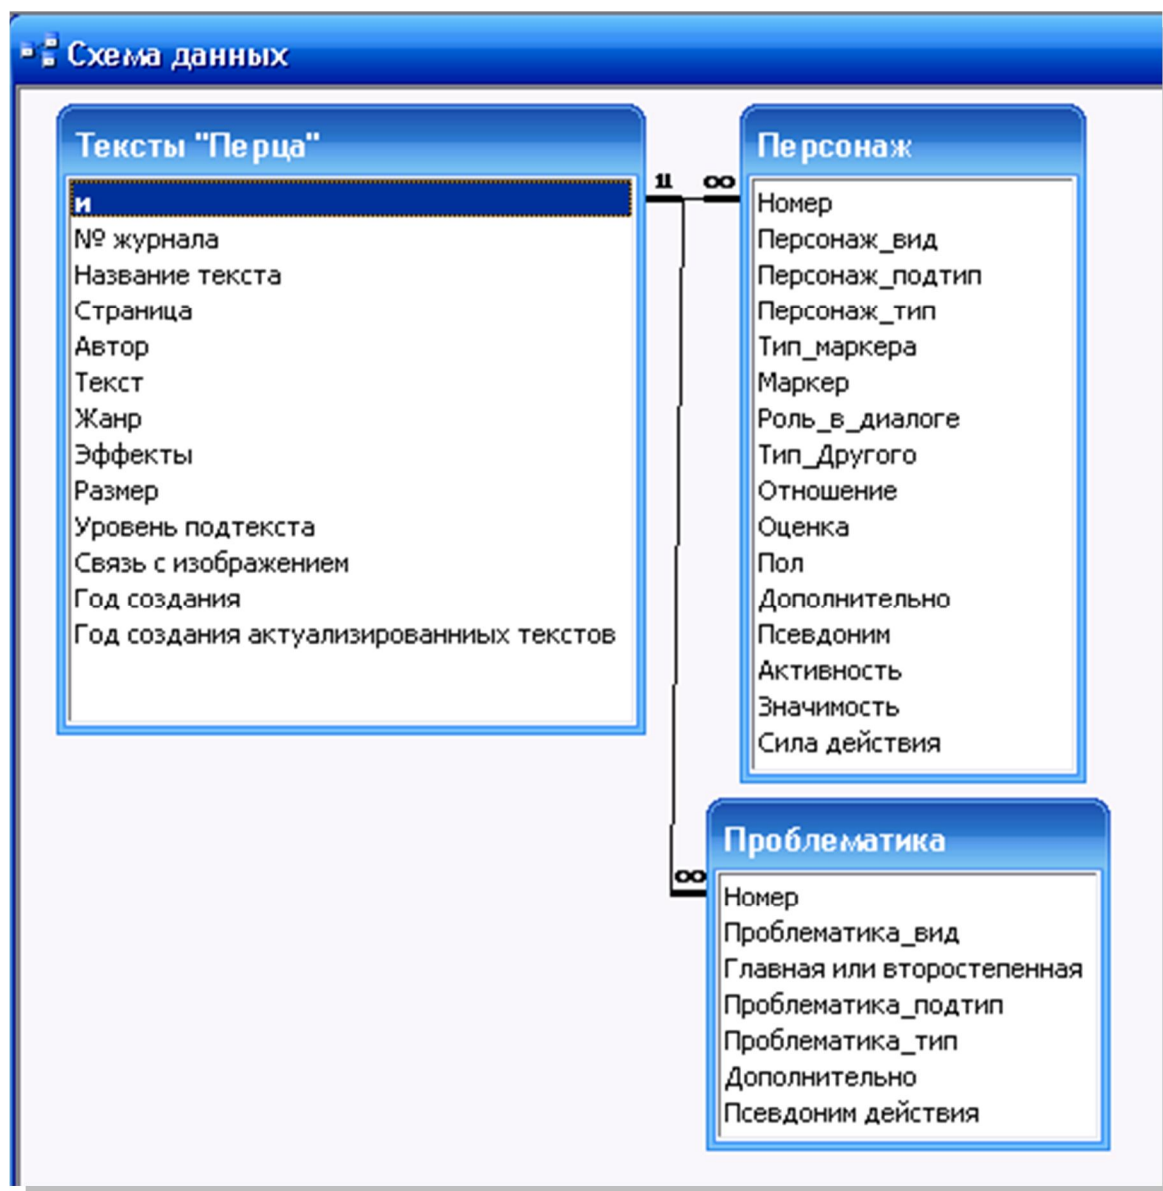 Схема данных
Тексты "Перца"
и
№ журнала
Название текста
Страница
Автор
Текст
Жанр
Эффекты
Размер
Уровень подтекста
Связь с изображением
Год создания
Год создания актуализированниых текстов
1 ∞
Персонаж
Номер
Персонаж_вид
Персонаж_подтип
Персонаж_тип
Тип_маркера
Маркер
Роль_в_диалоге
Тип_Другого
Отношение
Оценка
Пол
Дополнительно
Псевдоним
Активность
Значимость
Сила действия
∞
Проблематика
Номер
Проблематика_вид
Главная или второстепенная
Проблематика_подтип
Проблематика_тип
Дополнительно
Псевдоним действия